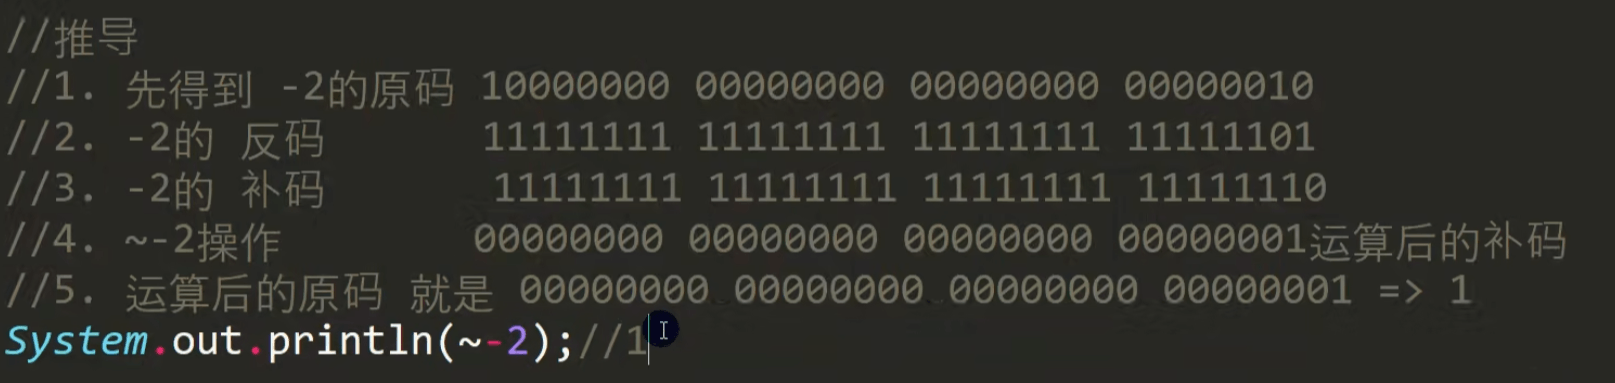 //推导
//1. 先得到 -2的原码 10000000 00000000 00000000 00000010
//2. -2的 反码 11111111 11111111 11111111 11111101
//3. -2的 补码 11111111 11111111 11111111 11111110
//4. ~-2操作 00000000 00000000 00000000 00000001运算后的补码
//5. 运算后的原码 就是 00000000 00000000 00000000 00000001 => 1
System.out.println(~-2);//1